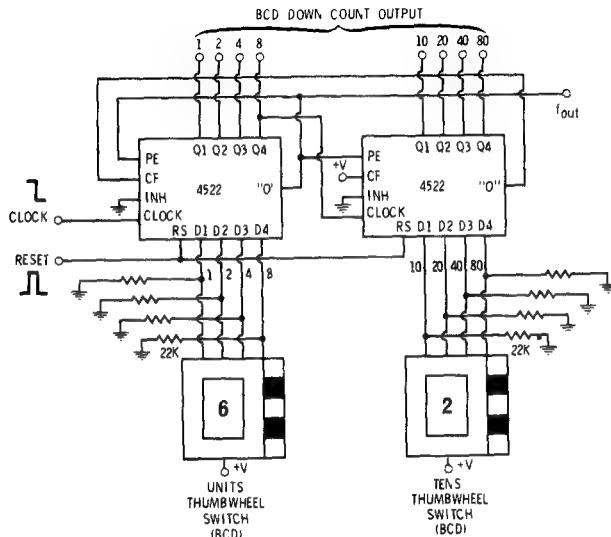 BCD DOWN COUNT OUTPUT
1 2 4 8 10 20 40 80
fout
Q1 Q2 Q3 Q4 Q1 Q2 Q3 Q4
PE PE
+V
CF 4522 "0" CF 4522 "0"
INH INH
CLOCK CLOCK CLOCK
RS D1 D2 D3 D4 RS D1 D2 D3 D4
RESET
1 2 4 8 10 20 40 80
22K 22K
6 2
+V +V
UNITS THUMBWHEEL SWITCH (BCD)
TENS THUMBWHEEL SWITCH (BCD)